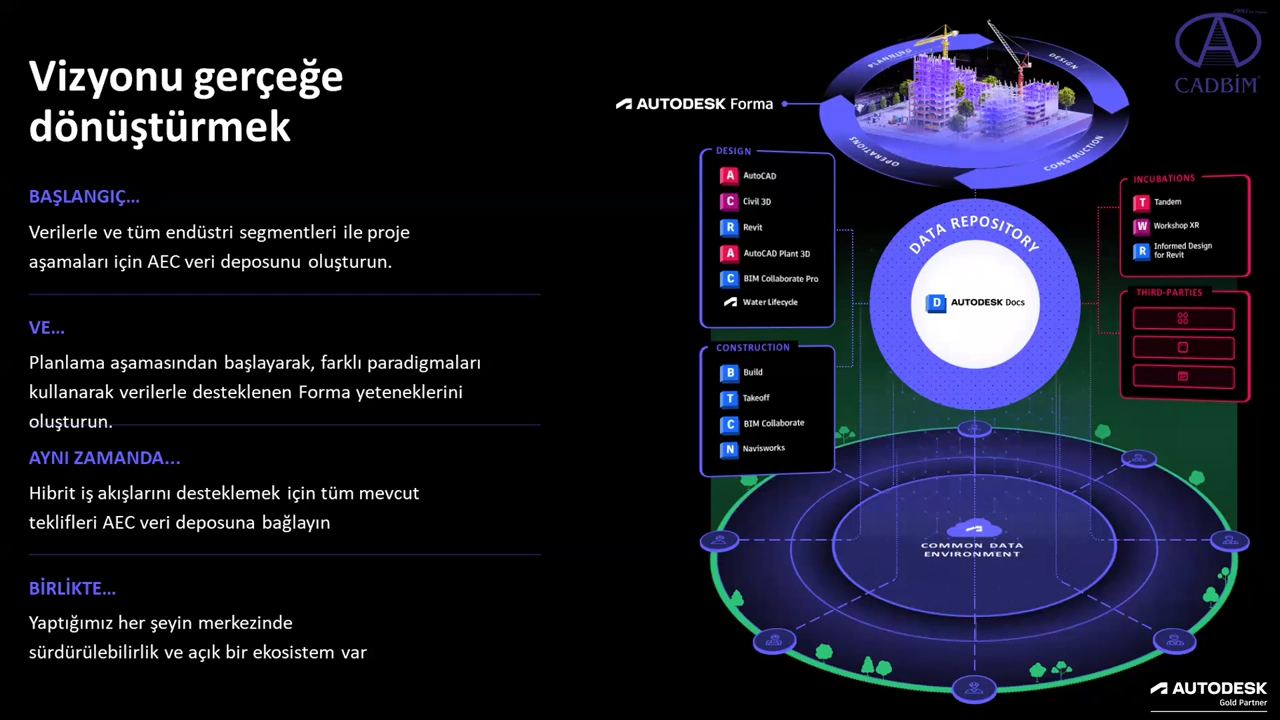 Vizyonu gerçeğe
dönüştürmek
BAŞLANGIÇ...
Verilerle ve tüm endüstri segmentleri ile proje
aşamaları için AEC veri deposunu oluşturun.
VE...
Planlama aşamasından başlayarak, farklı paradigmaları
kullanarak verilerle desteklenen Forma yeteneklerini
oluşturun.
AYNI ZAMANDA...
Hibrit iş akışlarını desteklemek için tüm mevcut
teklifleri AEC veri deposuna bağlayın
BİRLİKTE...
Yaptığımız her şeyin merkezinde
sürdürülebilirlik ve açık bir ekosistem var
AUTODESK Forma
PLANNING
DESIGN
CONSTRUCTION
OPERATIONS
CADBİM
DESIGN
A AutoCAD
C Civil 3D
R Revit
A AutoCAD Plant 3D
C BIM Collaborate Pro
Water Lifecycle
CONSTRUCTION
B Build
T Takeoff
C BIM Collaborate
N Navisworks
DATA REPOSITORY
D AUTODESK Docs
INCUBATIONS
T Tandem
W Workshop XR
R Informed Design
for Revit
THIRD-PARTIES
COMMON DATA
ENVIRONMENT
AUTODESK
Gold Partner